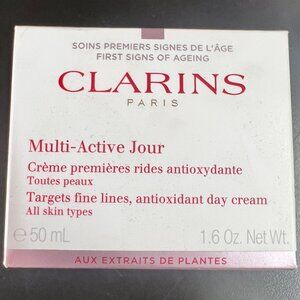 SOINS PREMIERS SIGNES DE L'ÂGE
FIRST SIGNS OF AGEING
CLARINS
PARIS
Multi-Active Jour
Crème premières rides antioxydante
Toutes peaux
Targets fine lines, antioxidant day cream
All skin types
e 50 mL 1.6 Oz. Net Wt.
AUX EXTRAITS DE PLANTES